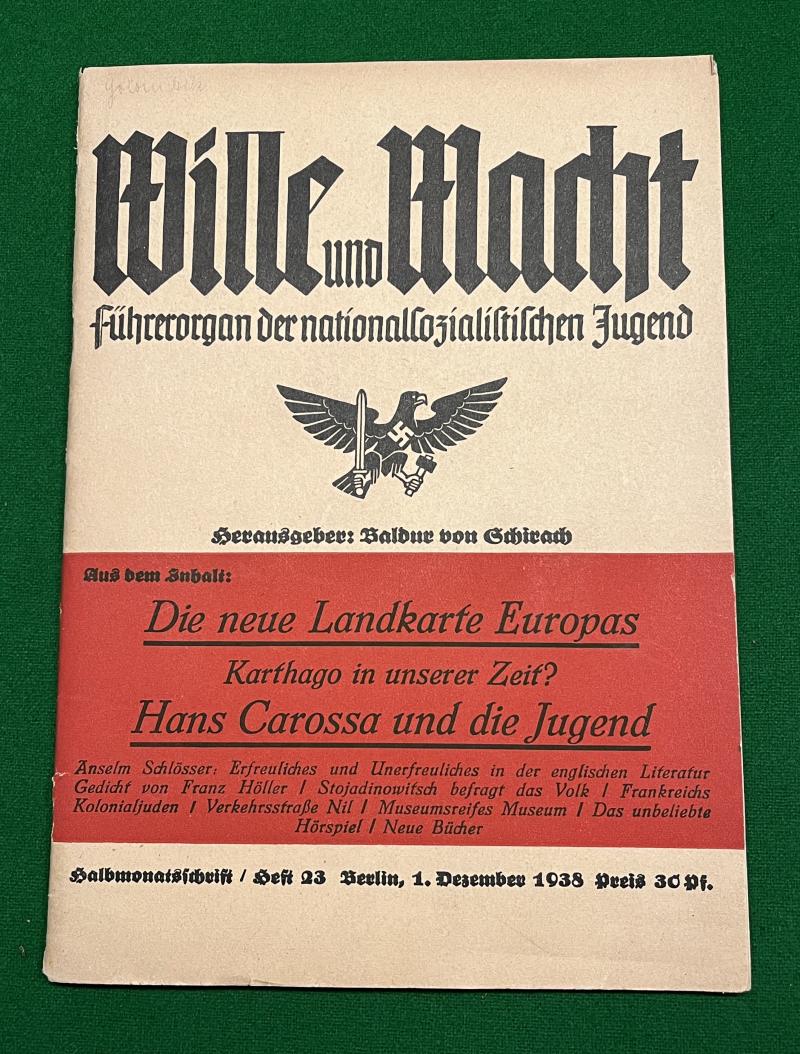 Wille und Macht
Führerorgan der nationalsozialistischen Jugend
Herausgeber: Baldur von Schirach
Aus dem Inhalt:
Die neue Landkarte Europas
Karthago in unserer Zeit?
Hans Carossa und die Jugend
Anselm Schlösser: Erfreuliches und Unerfreuliches in der englischen Literatur
Gedicht von Franz Höller / Stojadinowitsch befragt das Volk / Frankreichs
Kolonialjuden / Verkehrsstraße Nil / Museumsreifes Museum / Das unbeliebte
Hörspiel / Neue Bücher
Halbmonatsschrift / Heft 23 Berlin, 1. Dezember 1938 Preis 30 Pf.